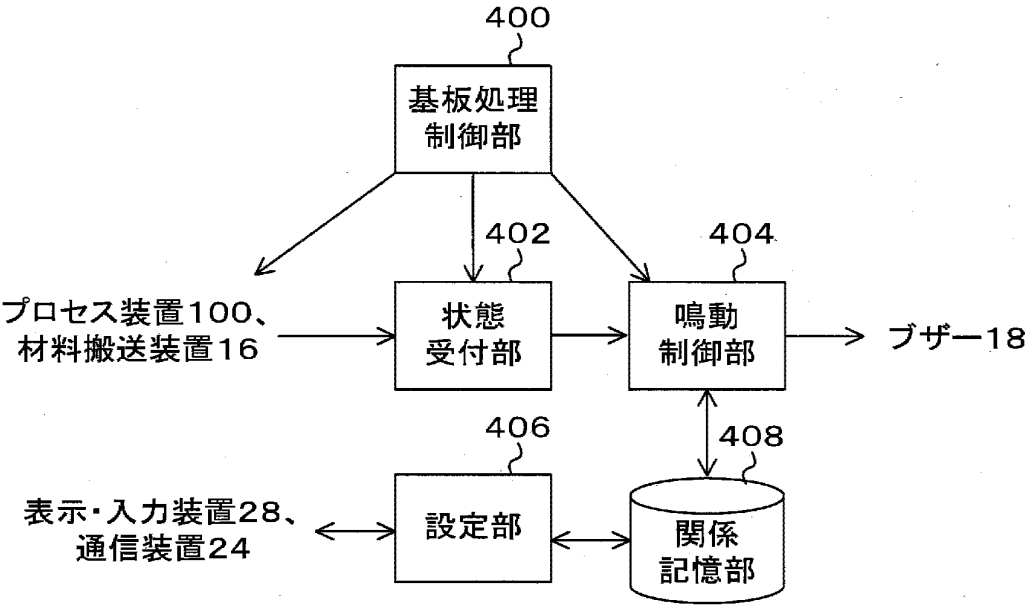 400
基板処理
制御部
402
404
プロセス装置100、
材料搬送装置16
状態
受付部
鳴動
制御部
ブザー18
406
408
表示・入力装置28、
通信装置24
設定部
関係
記憶部